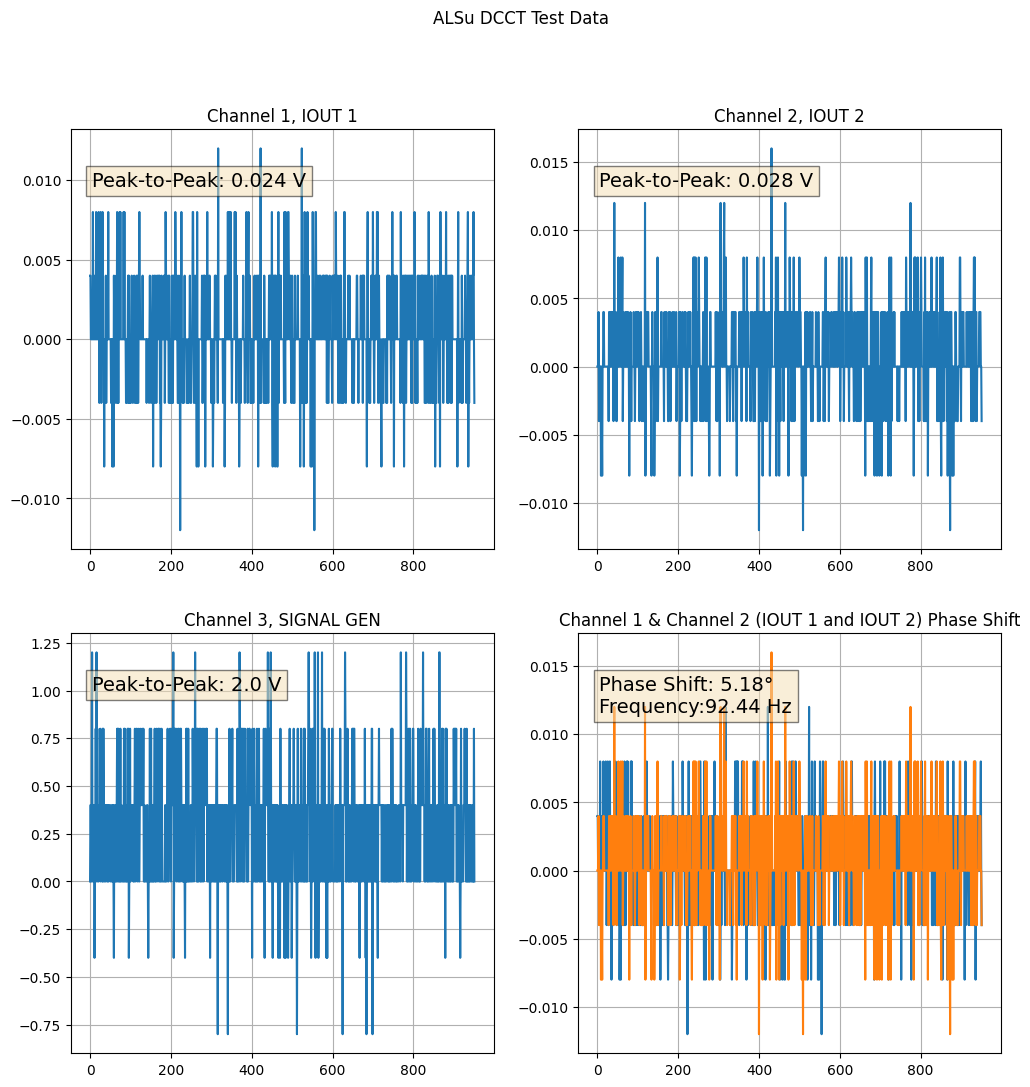 ALSu DCCT Test Data
Channel 1, IOUT 1
Peak-to-Peak: 0.024 V
0.010
0.005
0.000
−0.005
−0.010
0 200 400 600 800
Channel 2, IOUT 2
Peak-to-Peak: 0.028 V
0.015
0.010
0.005
0.000
−0.005
−0.010
0 200 400 600 800
Channel 3, SIGNAL GEN
Peak-to-Peak: 2.0 V
1.25
1.00
0.75
0.50
0.25
0.00
−0.25
−0.50
−0.75
0 200 400 600 800
Channel 1 & Channel 2 (IOUT 1 and IOUT 2) Phase Shift
Phase Shift: 5.18°
Frequency:92.44 Hz
0.015
0.010
0.005
0.000
−0.005
−0.010
0 200 400 600 800